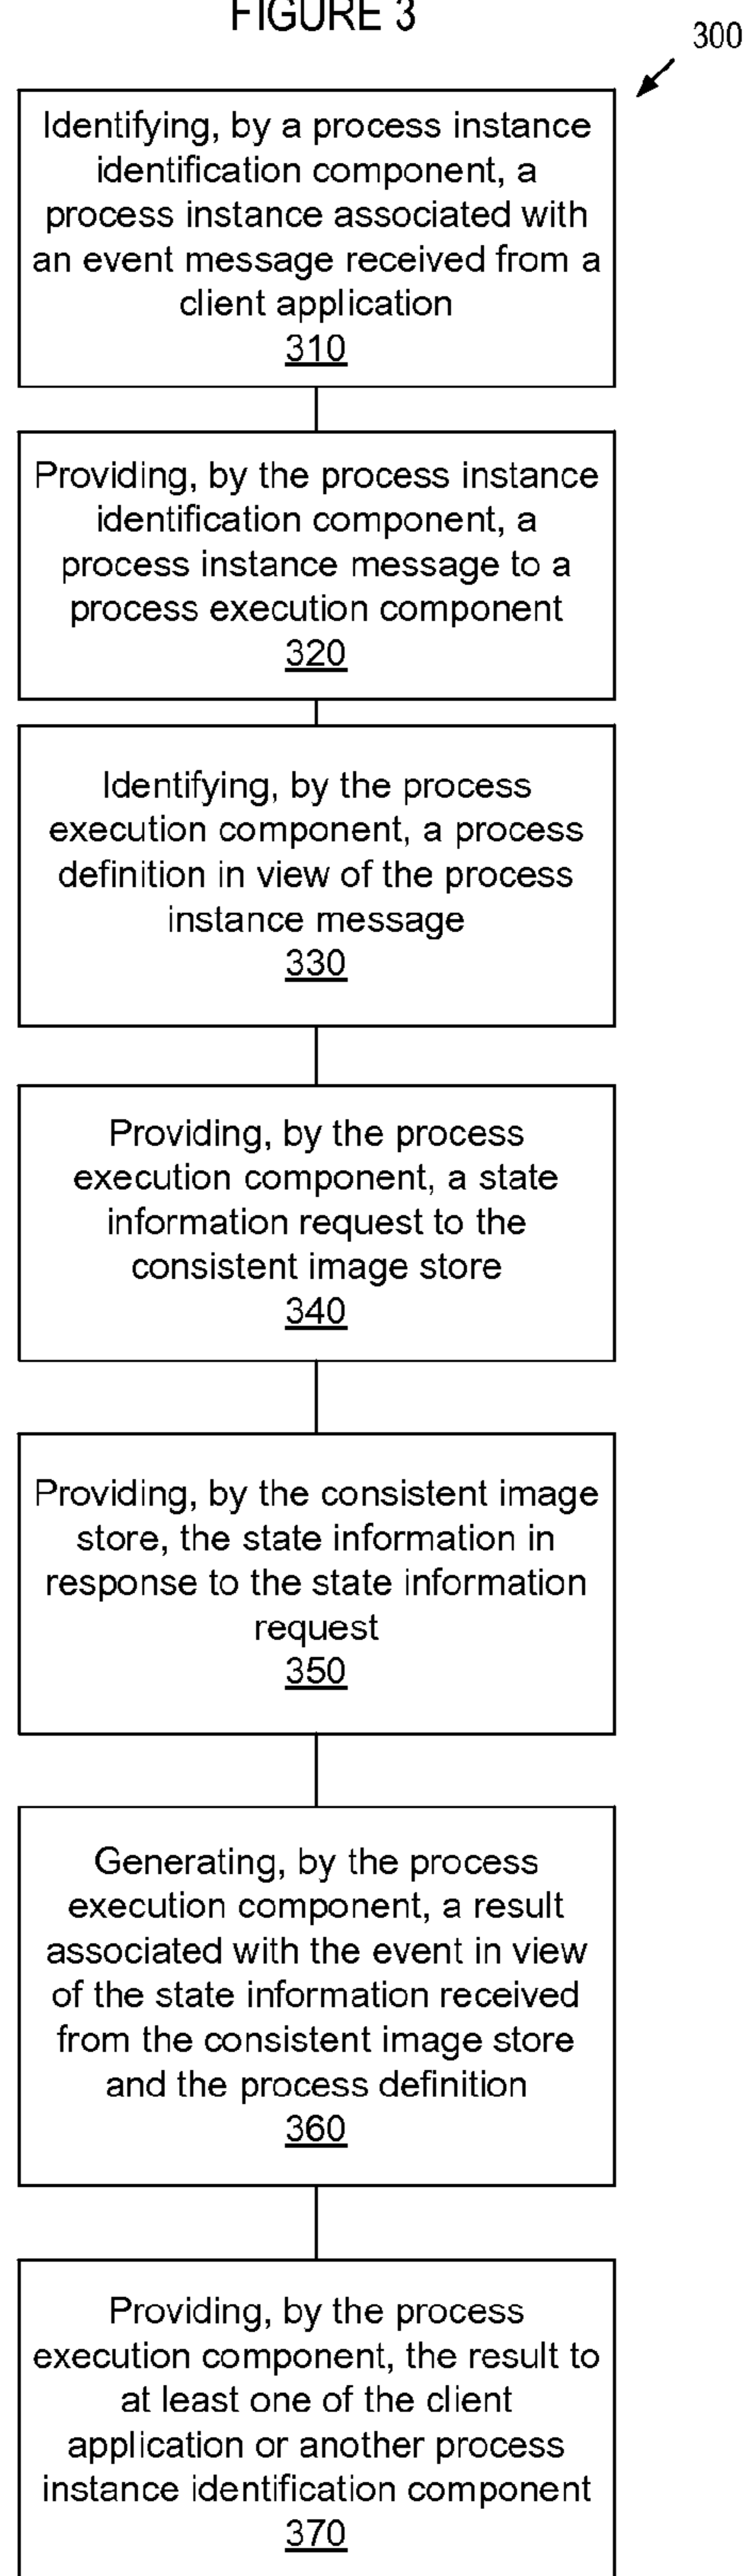 FIGURE 3
300
Identifying, by a process instance
identification component, a
process instance associated with
an event message received from a
client application
310
Providing, by the process instance
identification component, a
process instance message to a
process execution component
320
Identifying, by the process
execution component, a process
definition in view of the process
instance message
330
Providing, by the process
execution component, a state
information request to the
consistent image store
340
Providing, by the consistent image
store, the state information in
response to the state information
request
350
Generating, by the process
execution component, a result
associated with the event in view
of the state information received
from the consistent image store
and the process definition
360
Providing, by the process
execution component, the result to
at least one of the client
application or another process
instance identification component
370